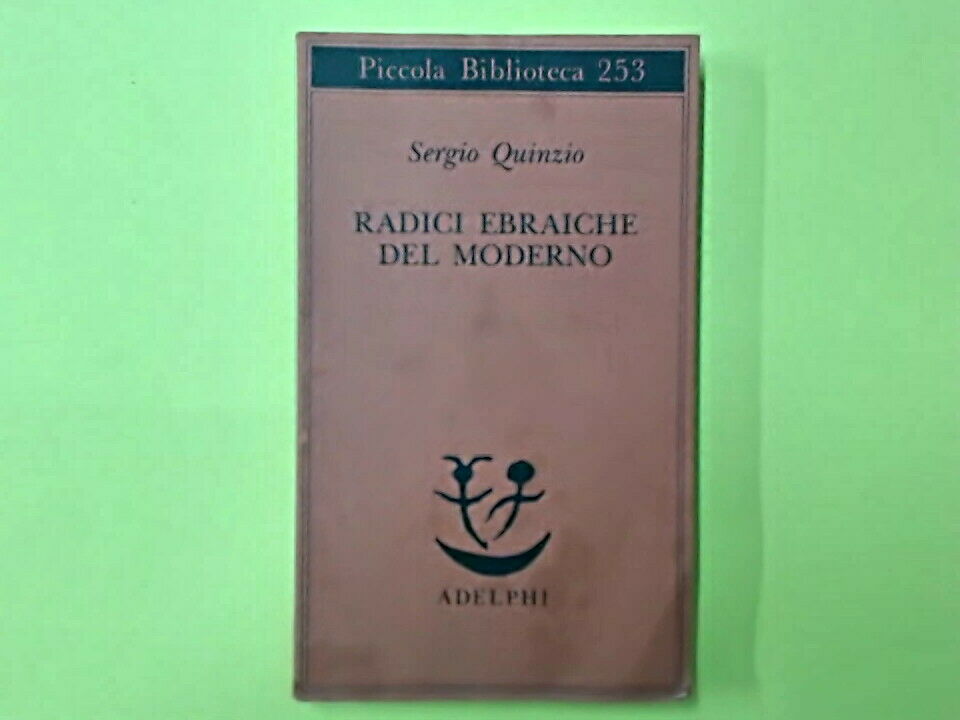 Piccola Biblioteca 253
Sergio Quinzio
RADICI EBRAICHE
DEL MODERNO
ADELPHI